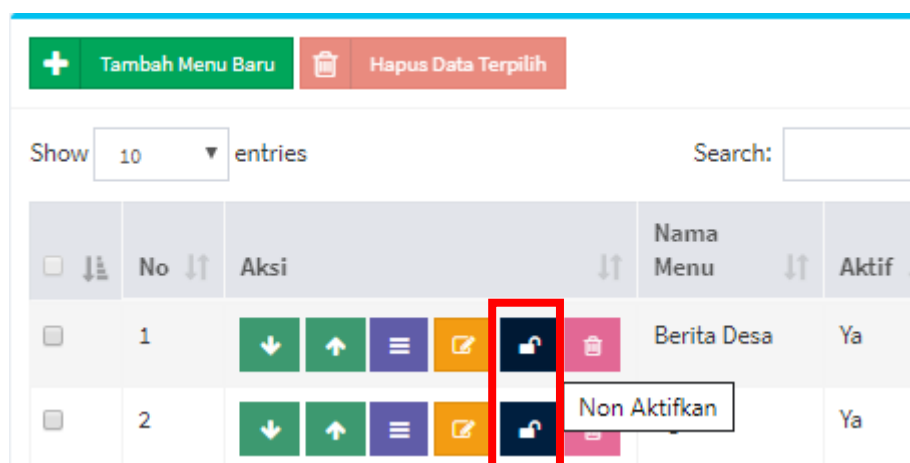 Tambah Menu Baru Hapus Data Terpilih
Show 10 entries Search:
No Aksi Nama Menu Aktif
1 Berita Desa Ya
Non Aktifkan
2 Ya